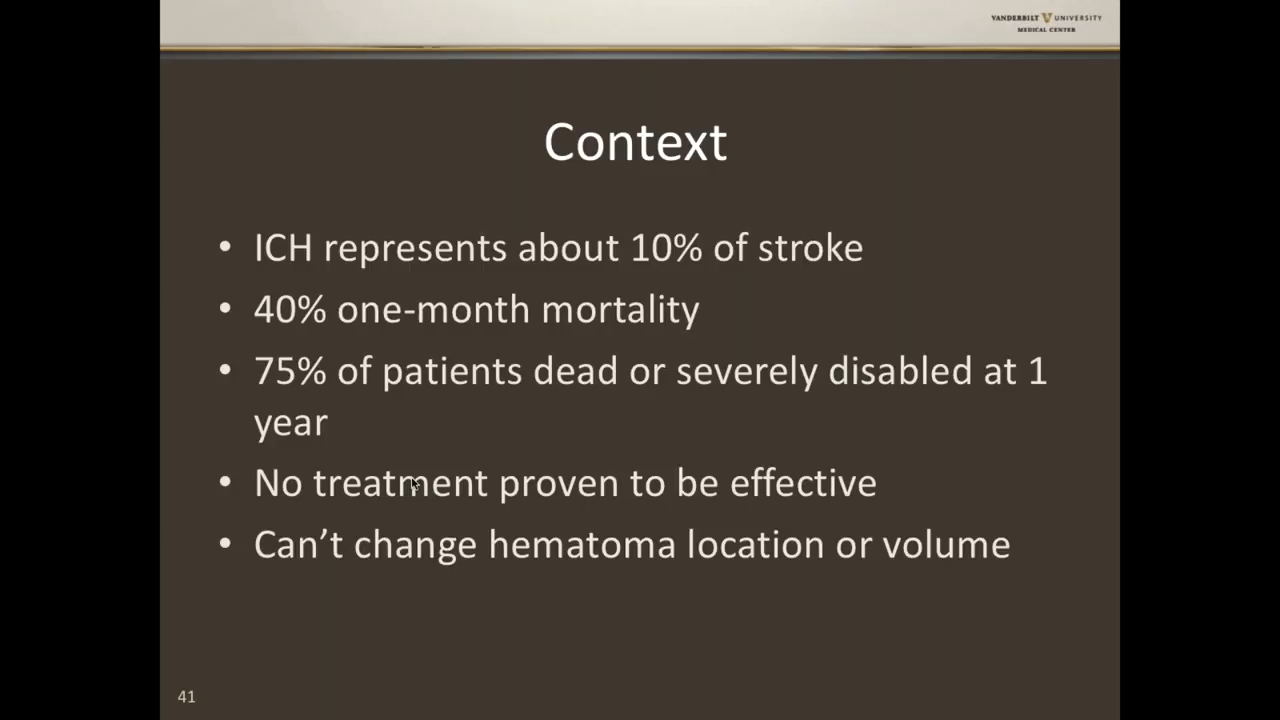 VANDERBILT V UNIVERSITY
MEDICAL CENTER
Context
• ICH represents about 10% of stroke
• 40% one-month mortality
• 75% of patients dead or severely disabled at 1
year
• No treatment proven to be effective
• Can’t change hematoma location or volume
41